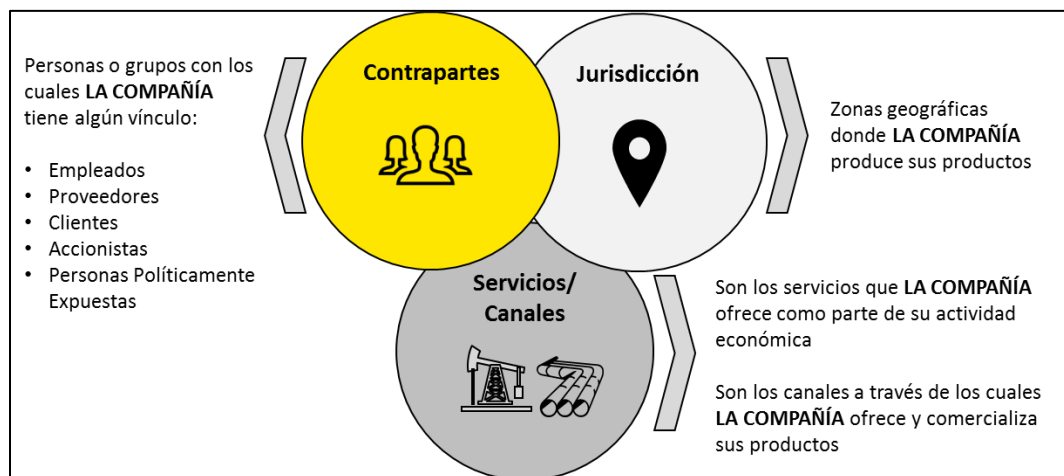 Personas o grupos con los
cuales LA COMPAÑÍA
tiene algún vínculo:
• Empleados
• Proveedores
• Clientes
• Accionistas
• Personas Políticamente
Expuestas
Contrapartes
Jurisdicción
Zonas geográficas
donde LA COMPAÑÍA
produce sus productos
Servicios/
Canales
Son los servicios que LA COMPAÑÍA
ofrece como parte de su actividad
económica
Son los canales a través de los cuales
LA COMPAÑÍA ofrece y comercializa
sus productos